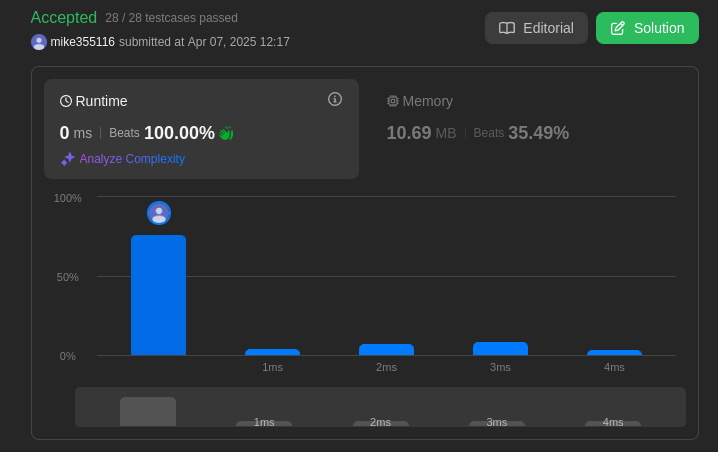 Accepted 28 / 28 testcases passed
mike355116 submitted at Apr 07, 2025 12:17
Editorial
Solution
Runtime
0 ms | Beats 100.00%
Analyze Complexity
Memory
10.69 MB | Beats 35.49%
100%
50%
0%
1ms 2ms 3ms 4ms
1ms 2ms 3ms 4ms